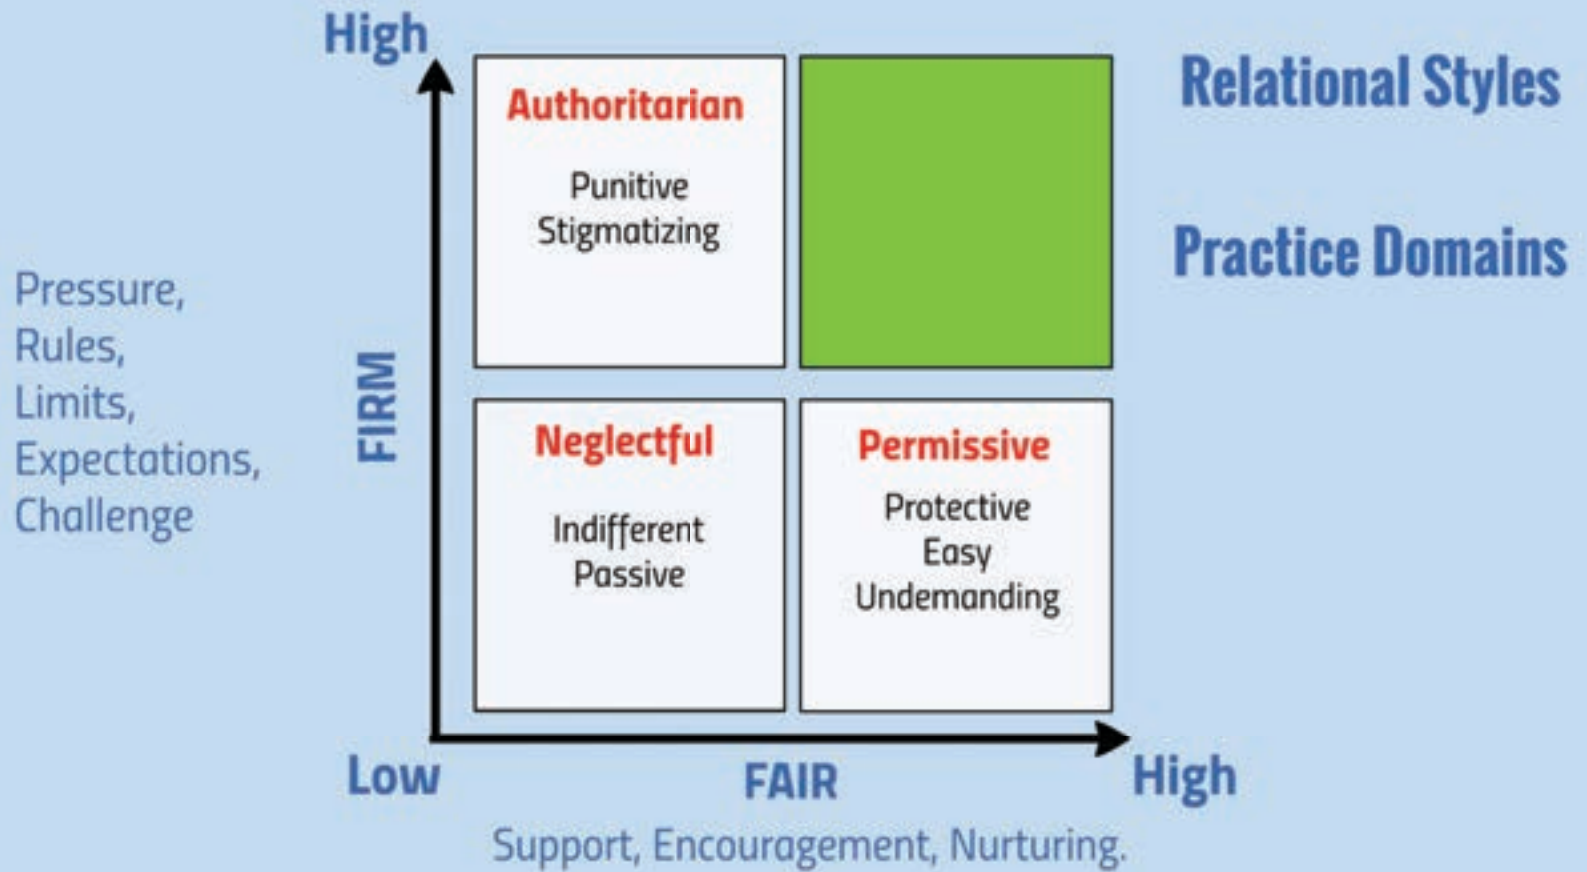 High
Relational Styles
Practice Domains
Authoritarian
Punitive
Stigmatizing
Pressure,
Rules,
Limits,
Expectations,
Challenge
FIRM
Neglectful
Indifferent
Passive
Permissive
Protective
Easy
Undemanding
Low
FAIR
High
Support, Encouragement, Nurturing.